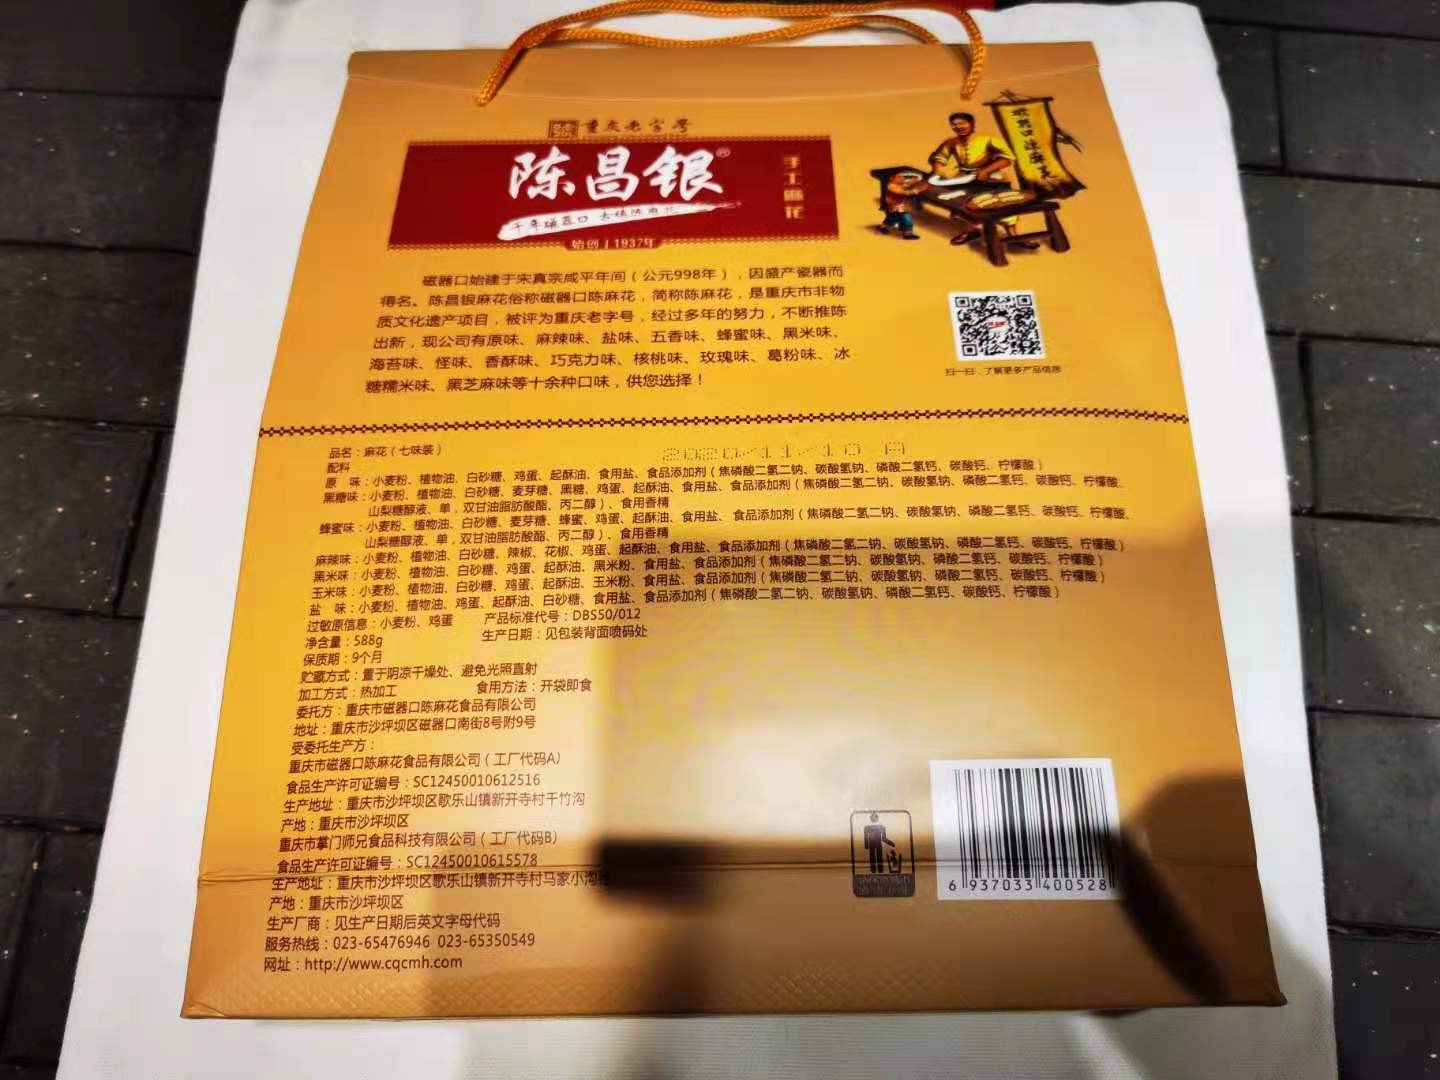 重庆老字号
陈昌银®
手工麻花
千年磁器口 古镇陈麻花
始创于1937年
磁器口陈麻花
磁器口始建于宋真宗咸平年间（公元998年），因盛产瓷器而
得名。陈昌银麻花俗称磁器口陈麻花，简称陈麻花，是重庆市非物
质文化遗产项目，被评为重庆老字号，经过多年的努力，不断推陈
出新，现公司有原味、麻辣味、盐味、五香味、蜂蜜味、黑米味、
海苔味、怪味、香酥味、巧克力味、核桃味、玫瑰味、葛粉味、冰
糖糯米味、黑芝麻味等十余种口味，供您选择！
扫一扫，了解更多产品信息
品名：麻花（七味装）
配料
原 味：小麦粉、植物油、白砂糖、鸡蛋、起酥油、食用盐、食品添加剂（焦磷酸二氢二钠、碳酸氢钠、磷酸二氢钙、碳酸钙、柠檬酸）
黑糖味：小麦粉、植物油、白砂糖、麦芽糖、黑糖、鸡蛋、起酥油、食用盐、食品添加剂（焦磷酸二氢二钠、碳酸氢钠、磷酸二氢钙、碳酸钙、柠檬酸、
山梨糖醇液、单，双甘油脂肪酸酯、丙二醇）、食用香精
蜂蜜味：小麦粉、植物油、白砂糖、麦芽糖、蜂蜜、鸡蛋、起酥油、食用盐、食品添加剂（焦磷酸二氢二钠、碳酸氢钠、磷酸二氢钙、碳酸钙、柠檬酸、
山梨糖醇液、单，双甘油脂肪酸酯、丙二醇）、食用香精
麻辣味：小麦粉、植物油、白砂糖、辣椒、花椒、鸡蛋、起酥油、食用盐、食品添加剂（焦磷酸二氢二钠、碳酸氢钠、磷酸二氢钙、碳酸钙、柠檬酸）
黑米味：小麦粉、植物油、白砂糖、鸡蛋、起酥油、黑米粉、食用盐、食品添加剂（焦磷酸二氢二钠、碳酸氢钠、磷酸二氢钙、碳酸钙、柠檬酸）
玉米味：小麦粉、植物油、白砂糖、鸡蛋、起酥油、玉米粉、食用盐、食品添加剂（焦磷酸二氢二钠、碳酸氢钠、磷酸二氢钙、碳酸钙、柠檬酸）
盐 味：小麦粉、植物油、鸡蛋、起酥油、白砂糖、食用盐、食品添加剂（焦磷酸二氢二钠、碳酸氢钠、磷酸二氢钙、碳酸钙、柠檬酸）
过敏原信息：小麦粉、鸡蛋 产品标准代号：DBS50/012
净含量：588g 生产日期：见包装背面喷码处
保质期：9个月
贮藏方式：置于阴凉干燥处、避免光照直射
加工方式：热加工 食用方法：开袋即食
委托方：重庆市磁器口陈麻花食品有限公司
地址：重庆市沙坪坝区磁器口南街8号附9号
受委托生产方：
重庆市磁器口陈麻花食品有限公司（工厂代码A）
食品生产许可证编号：SC12450010612516
生产地址：重庆市沙坪坝区歌乐山镇新开寺村千竹沟
产地：重庆市沙坪坝区
重庆市掌门师兄食品科技有限公司（工厂代码B）
食品生产许可证编号：SC12450010615578
生产地址：重庆市沙坪坝区歌乐山镇新开寺村马家小沟
产地：重庆市沙坪坝区
生产厂商：见生产日期后英文字母代码
服务热线：023-65476946 023-65350549
网址：http://www.cqcmh.com
6 937033 400528